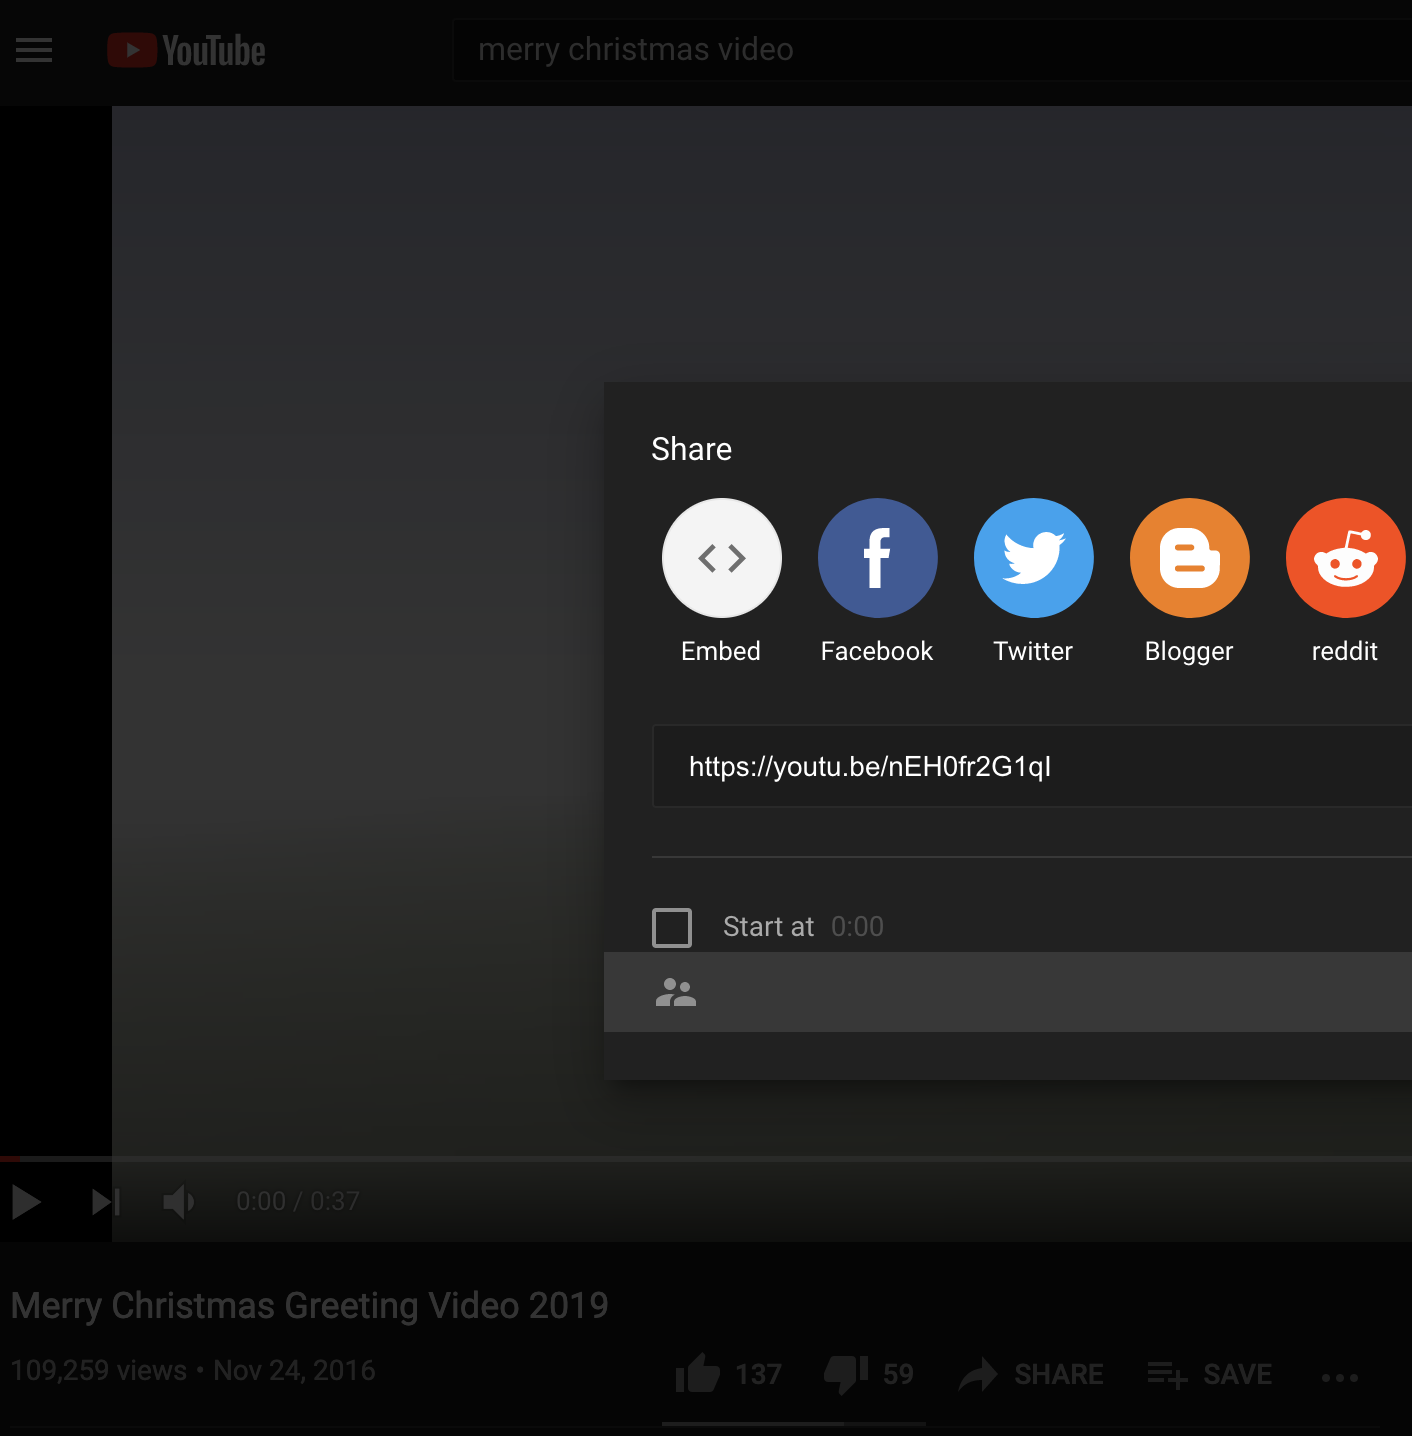 YouTube
merry christmas video
Share
Embed
Facebook
Twitter
Blogger
reddit
https://youtu.be/nEH0fr2G1qI
Start at 0:00
0:00 / 0:37
Merry Christmas Greeting Video 2019
109,259 views • Nov 24, 2016
137
59
SHARE
SAVE